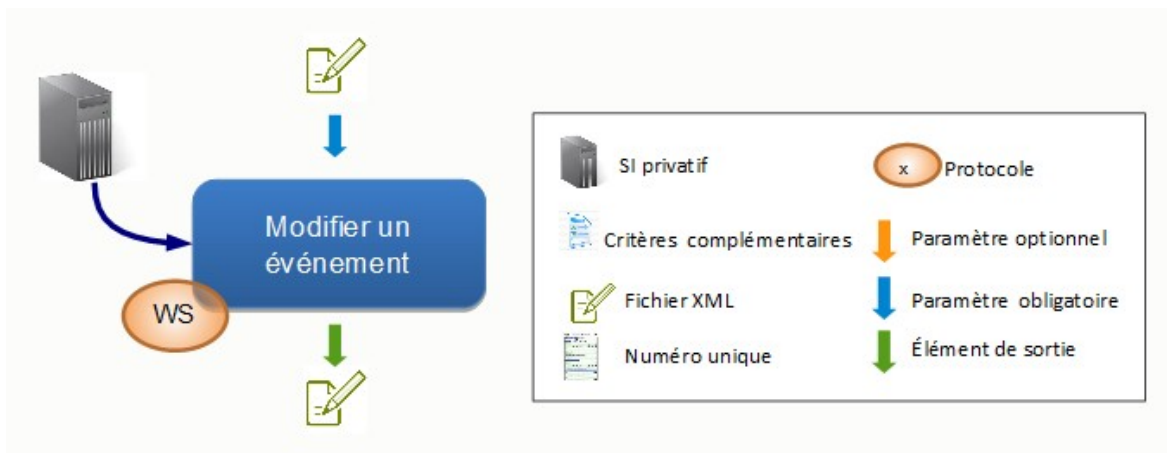 Modifier un
événement
WS
SI privatif
x Protocole
Critères complémentaires
Paramètre optionnel
Fichier XML
Paramètre obligatoire
Numéro unique
Élément de sortie